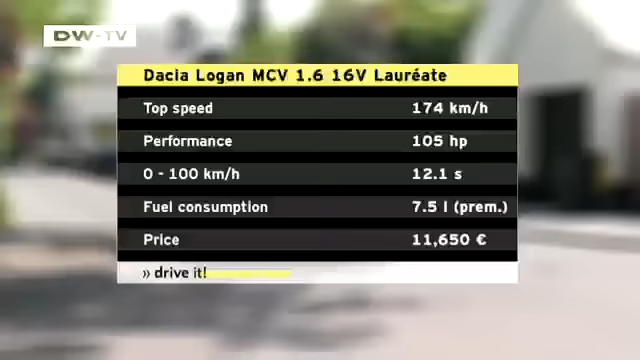 DW-TV
Dacia Logan MCV 1.6 16V Lauréate
Top speed 174 km/h
Performance 105 hp
0 - 100 km/h 12.1 s
Fuel consumption 7.5 l (prem.)
Price 11,650 €
» drive it!